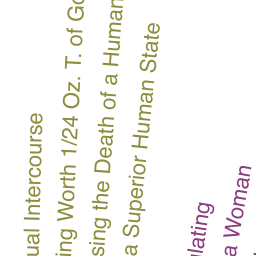 ual Intercourse
ing Worth 1/24 Oz. T. of Go
sing the Death of a Human
a Superior Human State
lating
a Woman